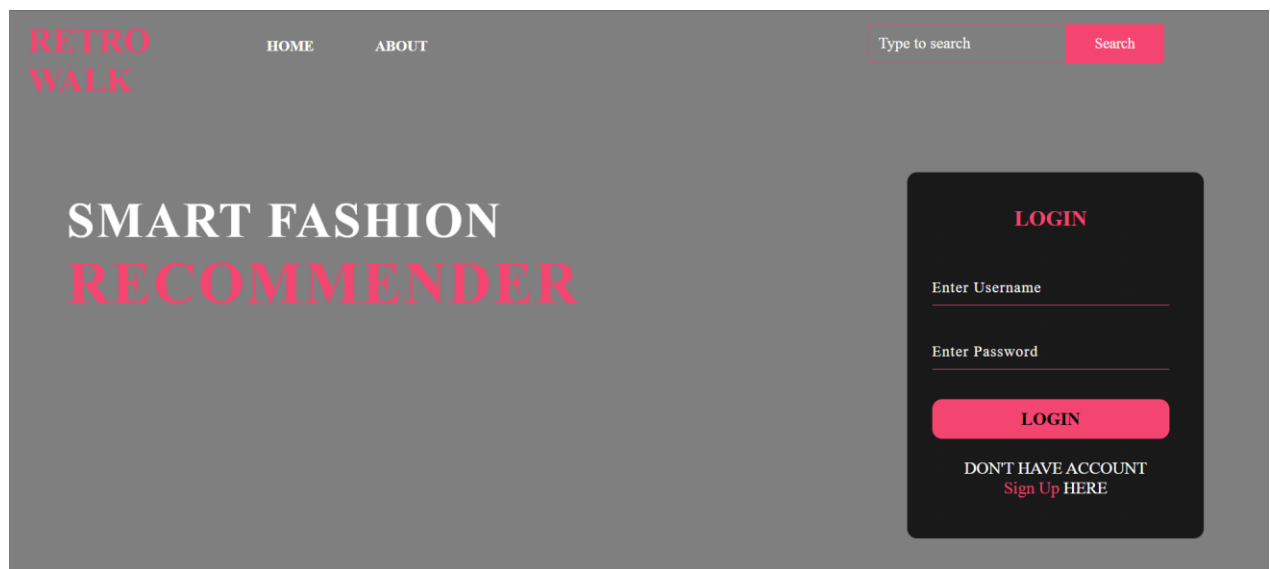 RETRO
WALK
HOME
ABOUT
Type to search
Search
SMART FASHION
RECOMMENDER
LOGIN
Enter Username
Enter Password
LOGIN
DON'T HAVE ACCOUNT
Sign Up HERE